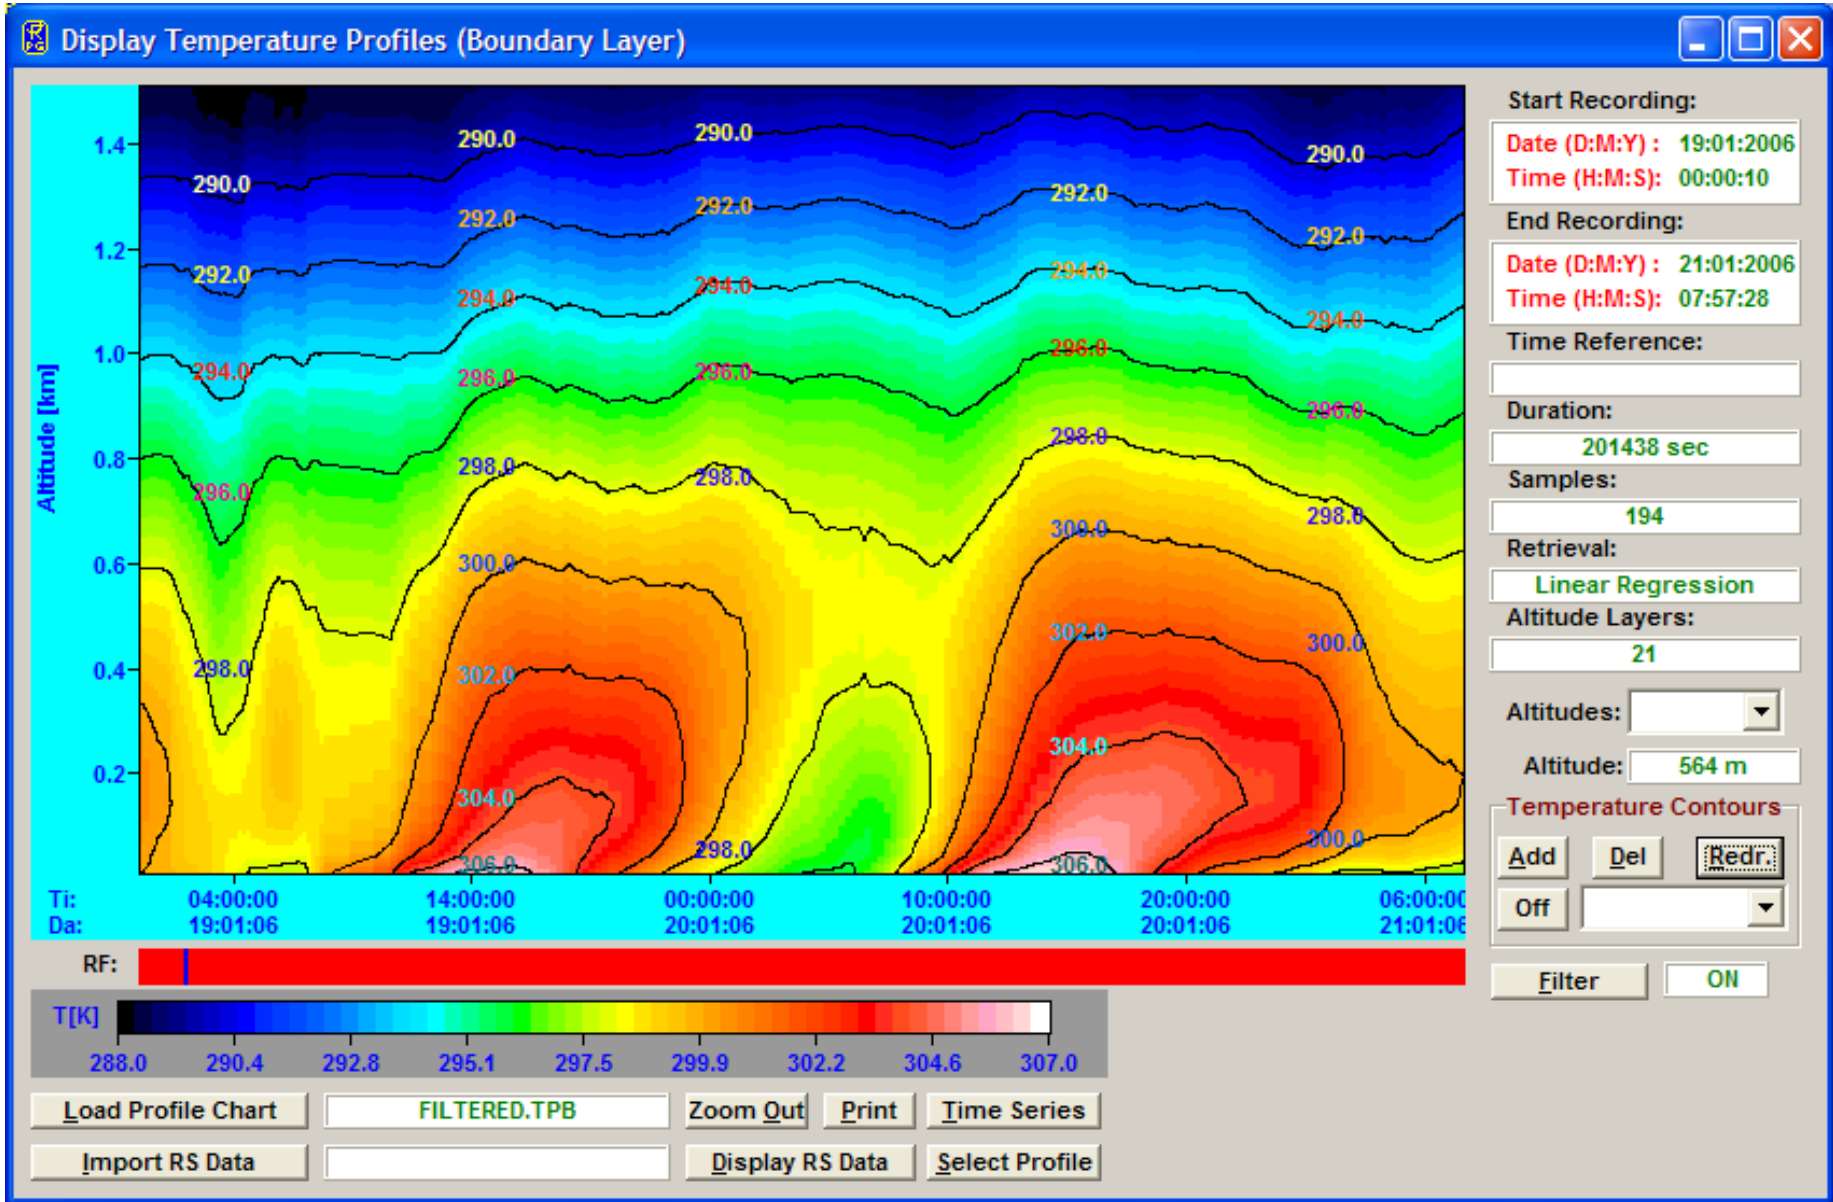 Display Temperature Profiles (Boundary Layer)
Start Recording:
Date (D:M:Y) : 19:01:2006
Time (H:M:S): 00:00:10
End Recording:
Date (D:M:Y) : 21:01:2006
Time (H:M:S): 07:57:28
Time Reference:
Duration:
201438 sec
Samples:
194
Retrieval:
Linear Regression
Altitude Layers:
21
Altitudes:
Altitude: 564 m
Temperature Contours
Add Del Redr.
Off
Filter ON
Altitude [km]
1.4
1.2
1.0
0.8
0.6
0.4
0.2
290.0 290.0 290.0 290.0
292.0 292.0 292.0 292.0 292.0
294.0 294.0 294.0 294.0 294.0
296.0 296.0 296.0 296.0 296.0
298.0 298.0 298.0 298.0 298.0
300.0 300.0 300.0
302.0 302.0
304.0 304.0
306.0 298.0 306.0 300.0
Ti: 04:00:00 14:00:00 00:00:00 10:00:00 20:00:00 06:00:00
Da: 19:01:06 19:01:06 20:01:06 20:01:06 20:01:06 21:01:06
RF:
T[K]
288.0 290.4 292.8 295.1 297.5 299.9 302.2 304.6 307.0
Load Profile Chart FILTERED.TPB Zoom Out Print Time Series
Import RS Data Display RS Data Select Profile